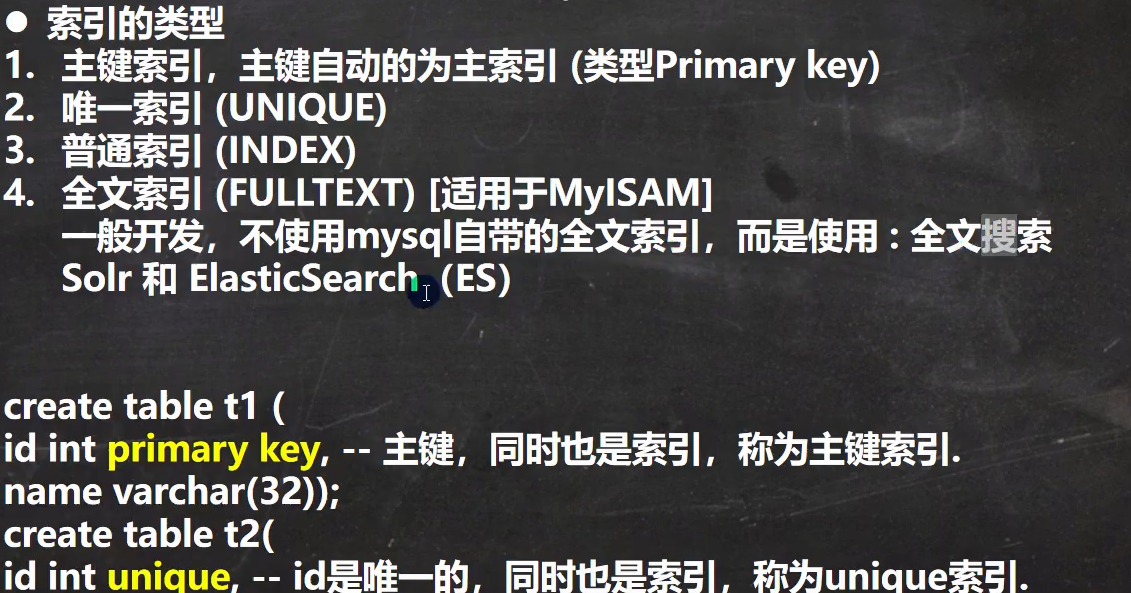 ● 索引的类型
1. 主键索引，主键自动的为主索引 (类型Primary key)
2. 唯一索引 (UNIQUE)
3. 普通索引 (INDEX)
4. 全文索引 (FULLTEXT) [适用于MyISAM]
一般开发，不使用mysql自带的全文索引，而是使用：全文搜索
Solr 和 ElasticSearch (ES)
create table t1 (
id int primary key, -- 主键，同时也是索引，称为主键索引.
name varchar(32));
create table t2(
id int unique, -- id是唯一的，同时也是索引，称为unique索引.